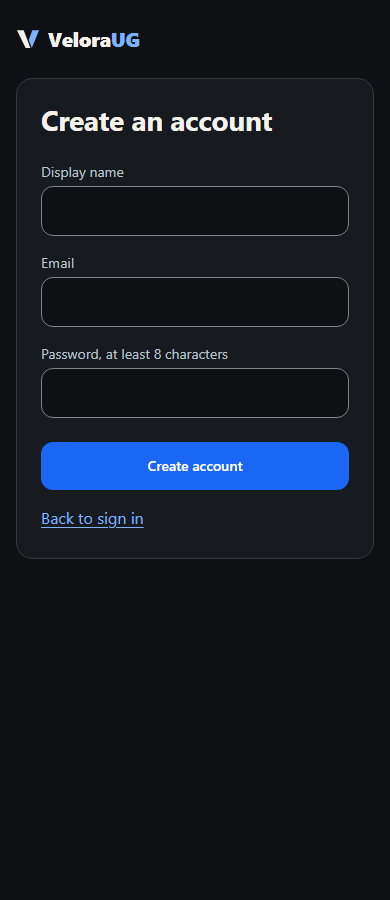 VeloraUG
Create an account
Display name
Email
Password, at least 8 characters
Create account
Back to sign in